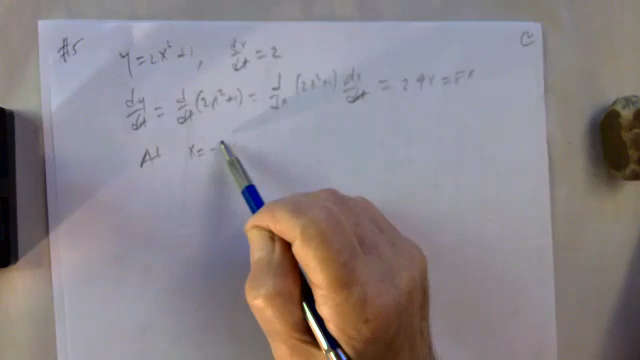 #5 y = 2x² + 1, dx/dt = 2 C
dy/dt = d/dt (2x² + 1) = d/dx (2x² + 1) dx/dt = 2·4x = 8x
At x = -